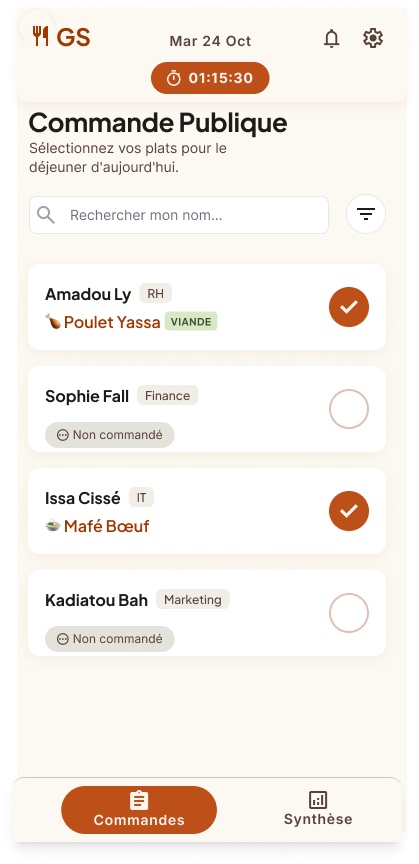 GS
Mar 24 Oct
01:15:30
Commande Publique
Sélectionnez vos plats pour le
déjeuner d'aujourd'hui.
Rechercher mon nom...
Amadou Ly RH
Poulet Yassa VIANDE
Sophie Fall Finance
Non commandé
Issa Cissé IT
Mafé Bœuf
Kadiatou Bah Marketing
Non commandé
Commandes
Synthèse